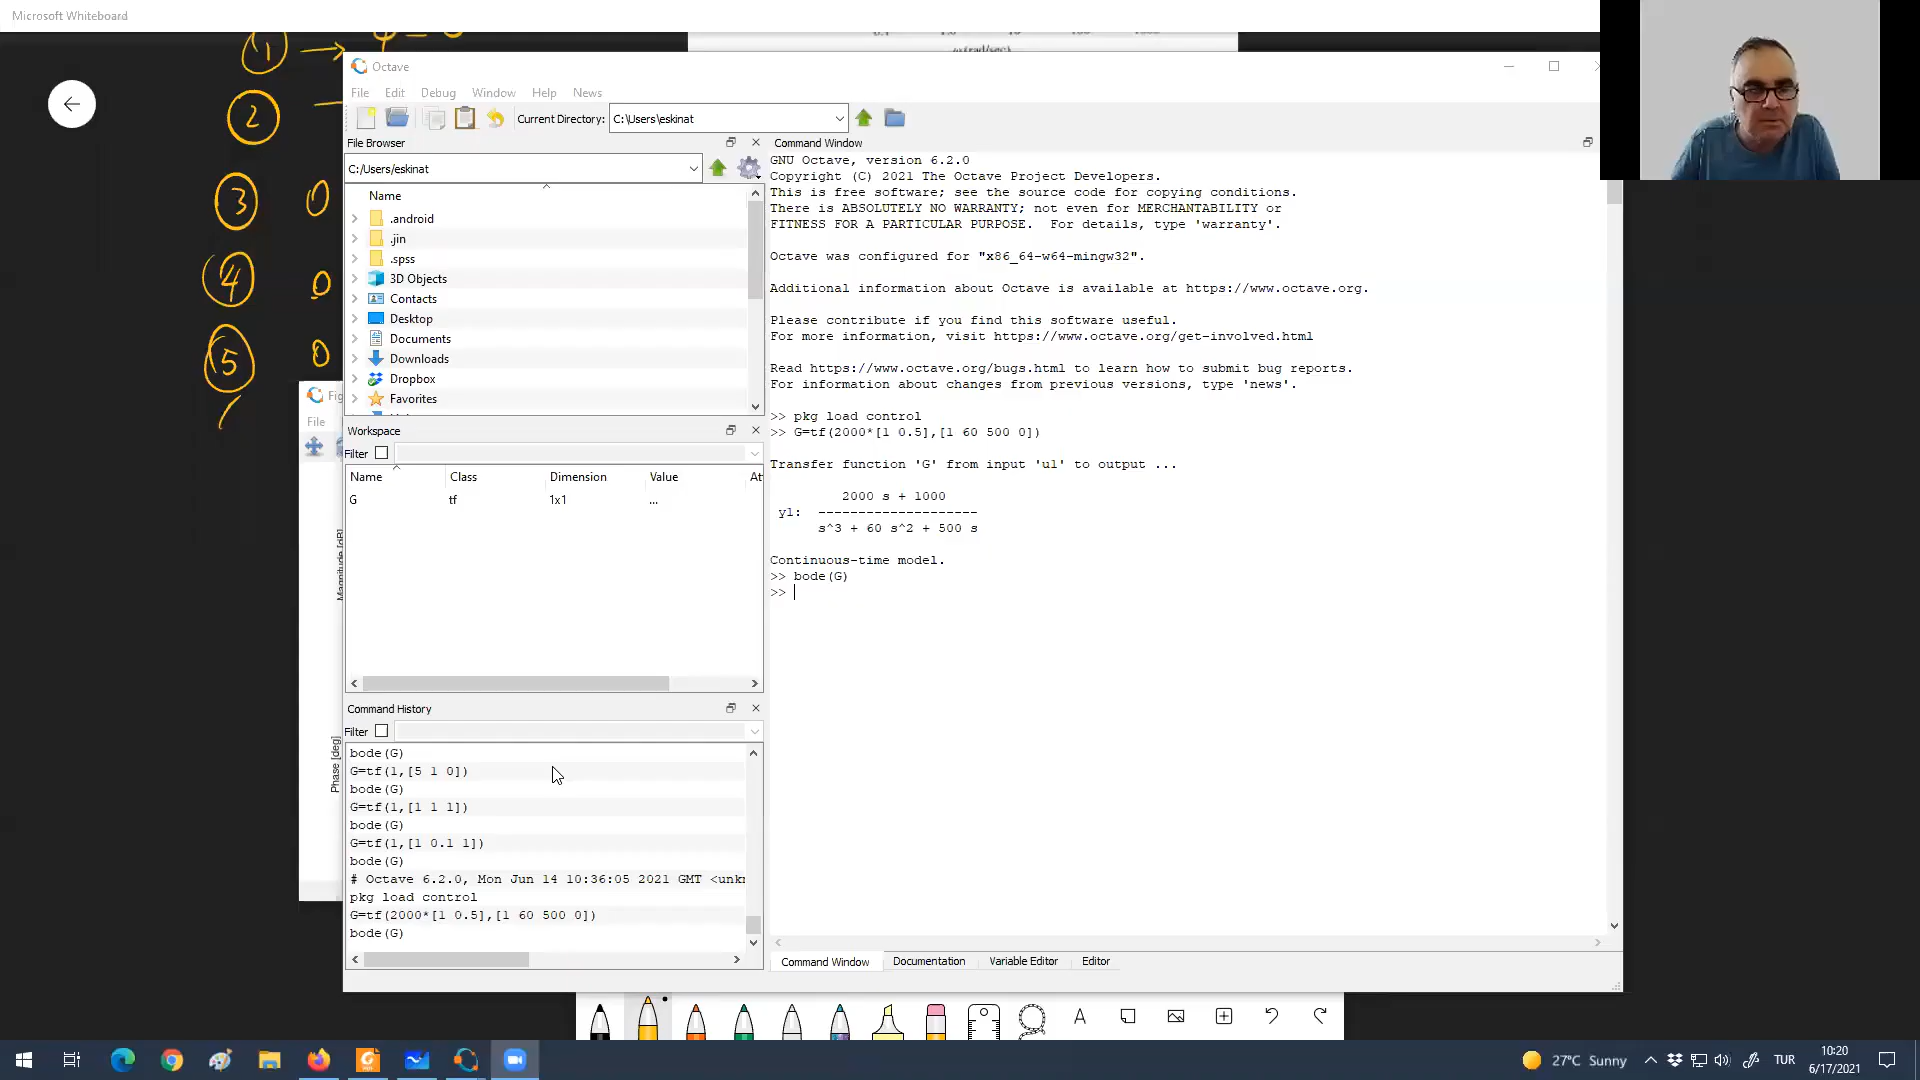 Microsoft Whiteboard
1
2
3 0
4 0
5 0
Octave
File Edit Debug Window Help News
Current Directory: C:\Users\eskinat
File Browser
C:/Users/eskinat
Name
.android
.jin
.spss
3D Objects
Contacts
Desktop
Documents
Downloads
Dropbox
Favorites
Workspace
Filter
Name Class Dimension Value
G tf 1x1 ...
Command History
Filter
bode(G)
G=tf(1,[5 1 0])
bode(G)
G=tf(1,[1 1 1])
bode(G)
G=tf(1,[1 0.1 1])
bode(G)
# Octave 6.2.0, Mon Jun 14 10:36:05 2021 GMT
pkg load control
G=tf(2000*[1 0.5],[1 60 500 0])
bode(G)
File
Magnitude [dB]
Phase [deg]
Command Window
GNU Octave, version 6.2.0
Copyright (C) 2021 The Octave Project Developers.
This is free software; see the source code for copying conditions.
There is ABSOLUTELY NO WARRANTY; not even for MERCHANTABILITY or
FITNESS FOR A PARTICULAR PURPOSE.  For details, type 'warranty'.
Octave was configured for "x86_64-w64-mingw32".
Additional information about Octave is available at https://www.octave.org.
Please contribute if you find this software useful.
For more information, visit https://www.octave.org/get-involved.html
Read https://www.octave.org/bugs.html to learn how to submit bug reports.
For information about changes from previous versions, type 'news'.
>> pkg load control
>> G=tf(2000*[1 0.5],[1 60 500 0])
Transfer function 'G' from input 'u1' to output ...
2000 s + 1000
y1:  --------------------
s^3 + 60 s^2 + 500 s
Continuous-time model.
>> bode(G)
>>
Command Window Documentation Variable Editor Editor
27°C Sunny
TUR
10:20
6/17/2021